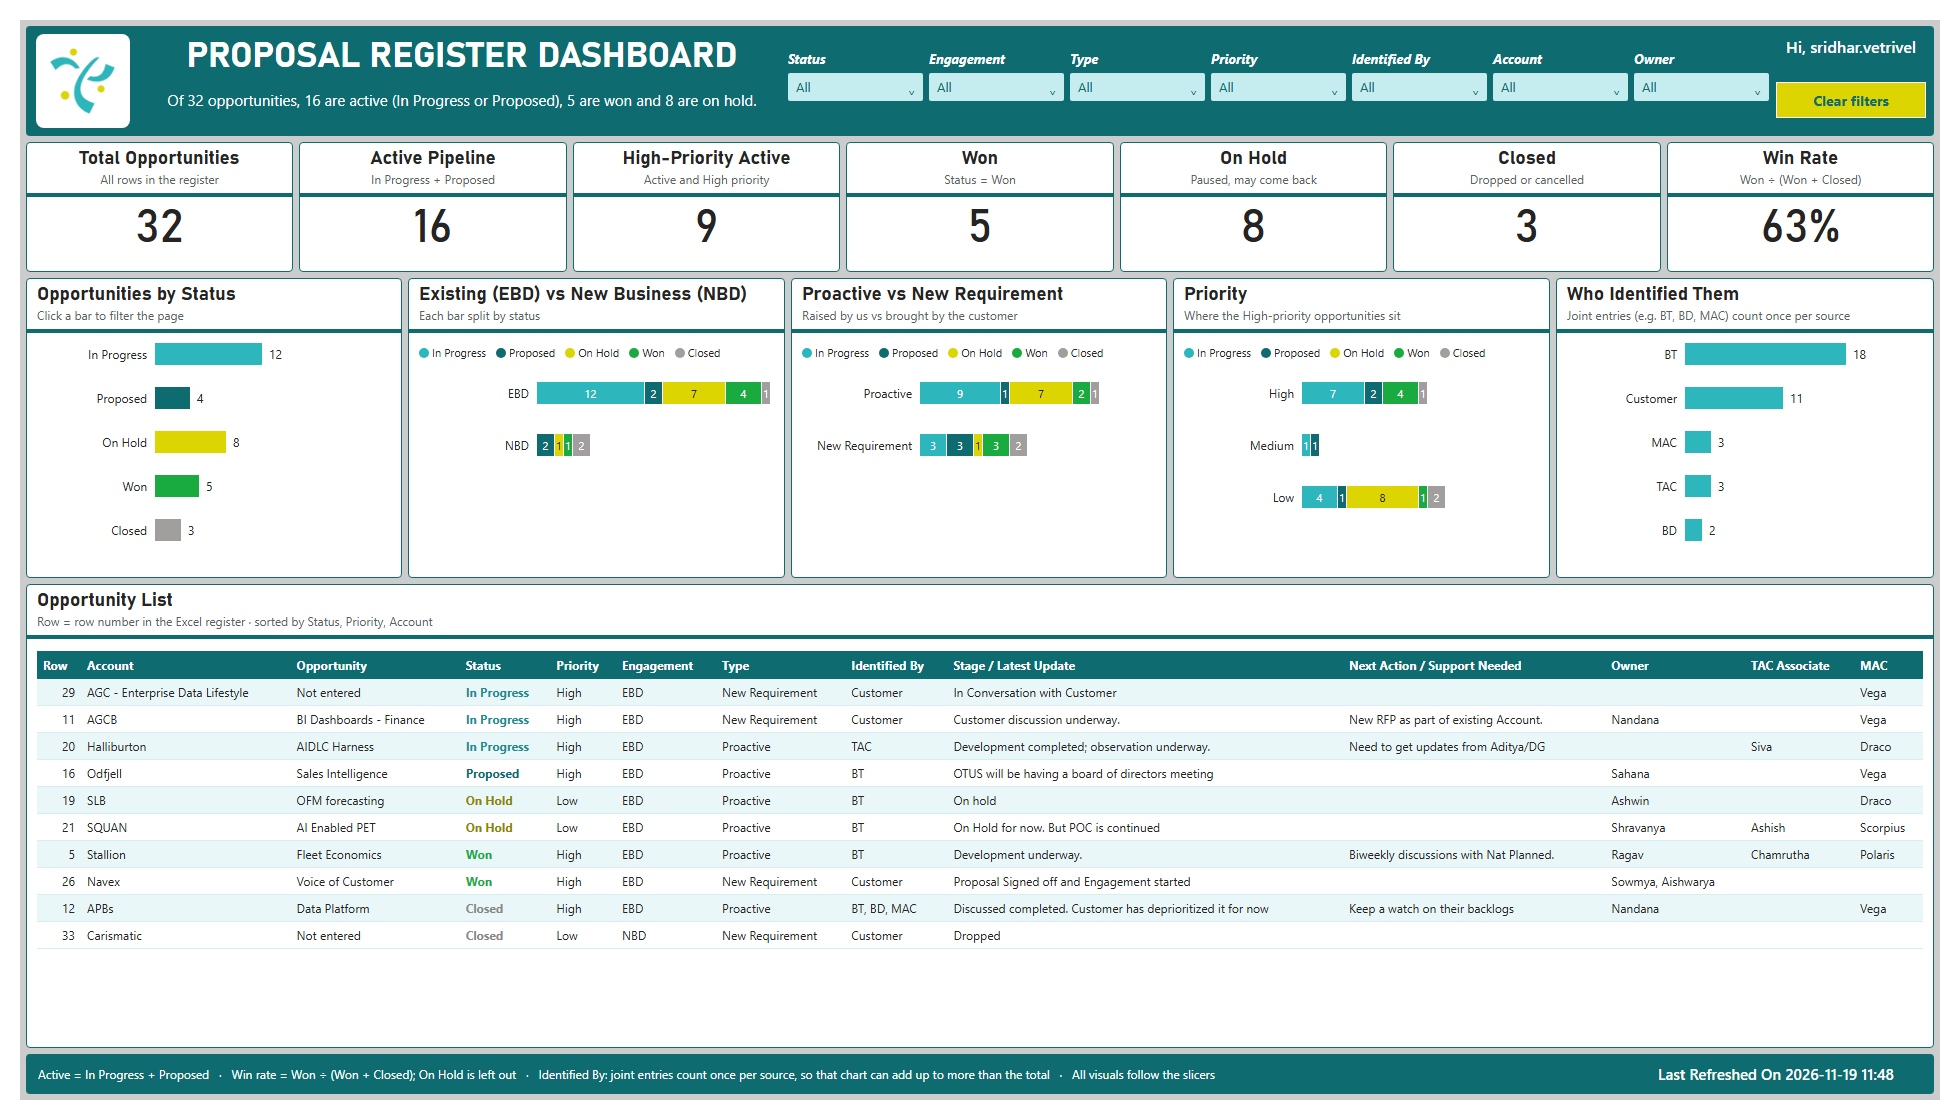 PROPOSAL REGISTER DASHBOARD
Of 32 opportunities, 16 are active (In Progress or Proposed), 5 are won and 8 are on hold.
Status Engagement Type Priority Identified By Account Owner
All All All All All All All
Hi, sridhar.vetrivel
Clear filters
Total Opportunities
All rows in the register
32
Active Pipeline
In Progress + Proposed
16
High-Priority Active
Active and High priority
9
Won
Status = Won
5
On Hold
Paused, may come back
8
Closed
Dropped or cancelled
3
Win Rate
Won ÷ (Won + Closed)
63%
Opportunities by Status
Click a bar to filter the page
In Progress 12
Proposed 4
On Hold 8
Won 5
Closed 3
Existing (EBD) vs New Business (NBD)
Each bar split by status
In Progress Proposed On Hold Won Closed
EBD 12 2 7 4 1
NBD 2 1 1 2
Proactive vs New Requirement
Raised by us vs brought by the customer
In Progress Proposed On Hold Won Closed
Proactive 9 1 7 2 1
New Requirement 3 3 1 3 2
Priority
Where the High-priority opportunities sit
In Progress Proposed On Hold Won Closed
High 7 2 4 1
Medium 1 1
Low 4 1 8 1 2
Who Identified Them
Joint entries (e.g. BT, BD, MAC) count once per source
BT 18
Customer 11
MAC 3
TAC 3
BD 2
Opportunity List
Row = row number in the Excel register · sorted by Status, Priority, Account
Row Account Opportunity Status Priority Engagement Type Identified By Stage / Latest Update Next Action / Support Needed Owner TAC Associate MAC
29 AGC - Enterprise Data Lifestyle Not entered In Progress High EBD New Requirement Customer In Conversation with Customer Vega
11 AGCB BI Dashboards - Finance In Progress High EBD New Requirement Customer Customer discussion underway. New RFP as part of existing Account. Nandana Vega
20 Halliburton AIDLC Harness In Progress High EBD Proactive TAC Development completed; observation underway. Need to get updates from Aditya/DG Siva Draco
16 Odfjell Sales Intelligence Proposed High EBD Proactive BT OTUS will be having a board of directors meeting Sahana Vega
19 SLB OFM forecasting On Hold Low EBD Proactive BT On hold Ashwin Draco
21 SQUAN AI Enabled PET On Hold Low EBD Proactive BT On Hold for now. But POC is continued Shravanya Ashish Scorpius
5 Stallion Fleet Economics Won High EBD Proactive BT Development underway. Biweekly discussions with Nat Planned. Ragav Chamrutha Polaris
26 Navex Voice of Customer Won High EBD New Requirement Customer Proposal Signed off and Engagement started Sowmya, Aishwarya
12 APBs Data Platform Closed High EBD Proactive BT, BD, MAC Discussed completed. Customer has deprioritized it for now Keep a watch on their backlogs Nandana Vega
33 Carismatic Not entered Closed Low NBD New Requirement Customer Dropped
Active = In Progress + Proposed · Win rate = Won ÷ (Won + Closed); On Hold is left out · Identified By: joint entries count once per source, so that chart can add up to more than the total · All visuals follow the slicers
Last Refreshed On 2026-11-19 11:48